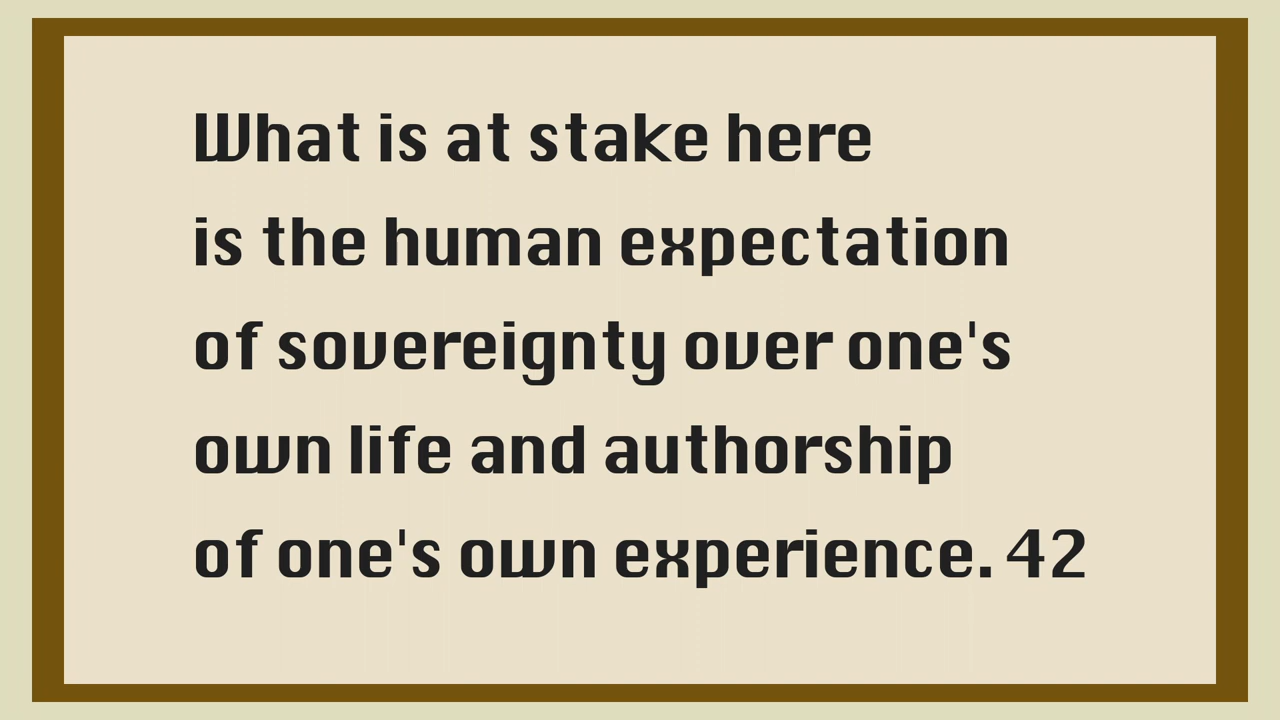 What is at stake here
is the human expectation
of sovereignty over one's
own life and authorship
of one's own experience. 42